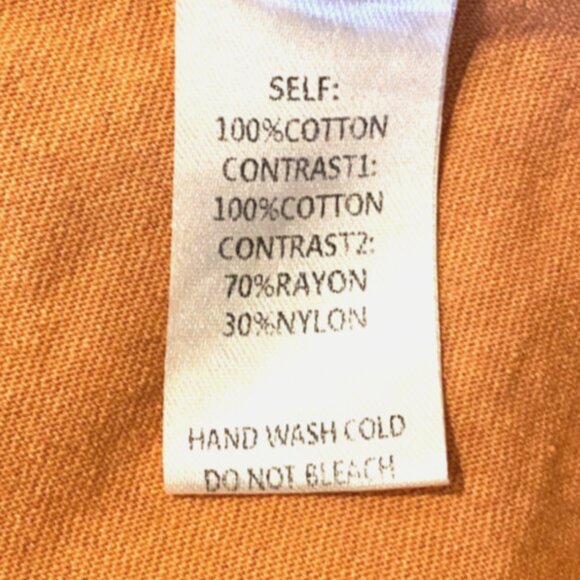 SELF:
100%COTTON
CONTRAST1:
100%COTTON
CONTRAST2:
70%RAYON
30%NYLON
HAND WASH COLD
DO NOT BLEACH